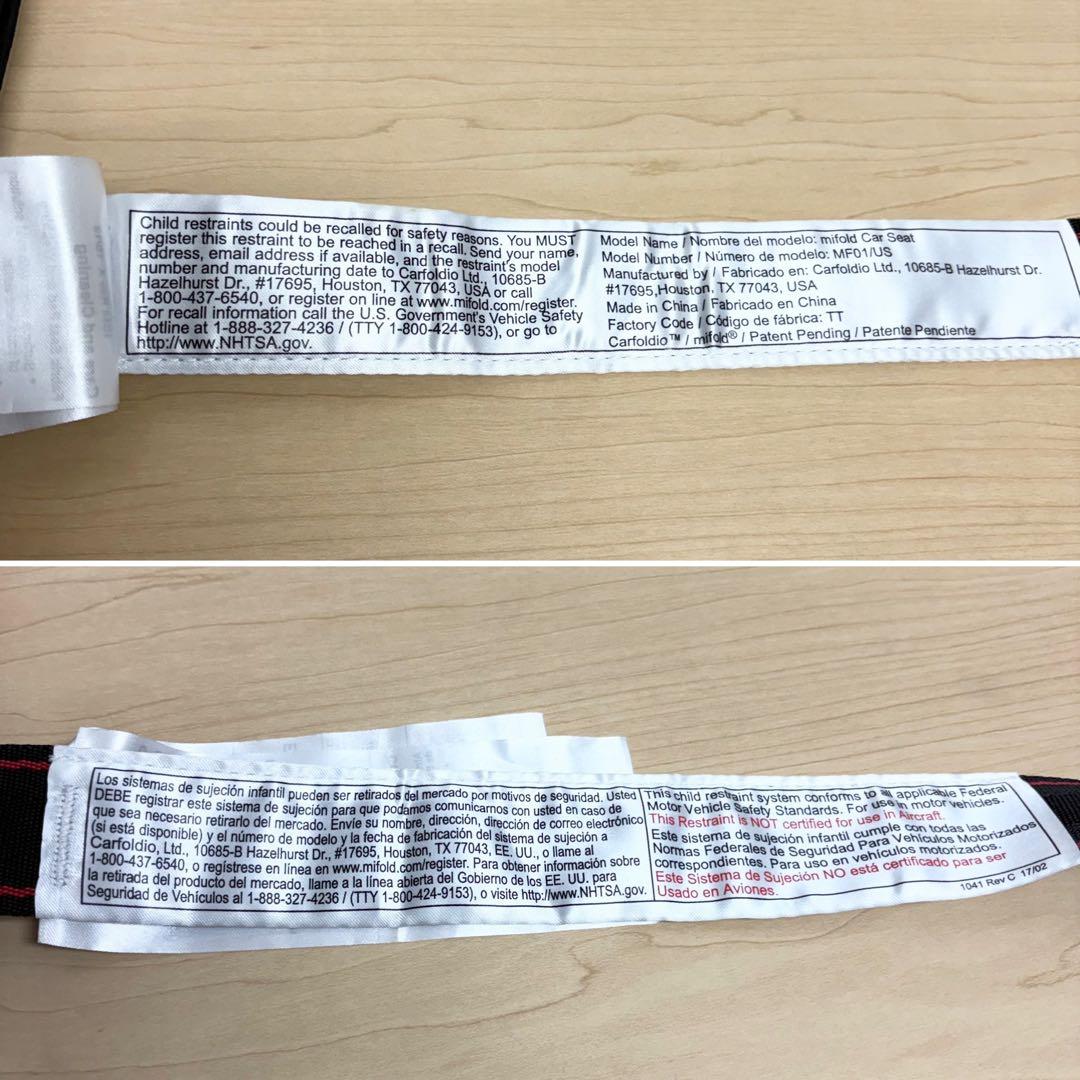 Care and Cleaning
Child restraints could be recalled for safety reasons. You MUST
register this restraint to be reached in a recall. Send your name,
address, email address if available, and the restraint's model
number and manufacturing date to Carfoldio Ltd., 10685-B
Hazelhurst Dr., #17695, Houston, TX 77043, USA or call
1-800-437-6540, or register on line at www.mifold.com/register.
For recall information call the U.S. Government's Vehicle Safety
Hotline at 1-888-327-4236 / (TTY 1-800-424-9153), or go to
http://www.NHTSA.gov.
Model Name / Nombre del modelo: mifold Car Seat
Model Number / Número de modelo: MF01/US
Manufactured by / Fabricado en: Carfoldio Ltd., 10685-B Hazelhurst Dr.
#17695,Houston, TX 77043, USA
Made in China / Fabricado en China
Factory Code / Código de fábrica: TT
Carfoldio™ / mifold® / Patent Pending / Patente Pendiente
Los sistemas de sujeción infantil pueden ser retirados del mercado por motivos de seguridad. Usted
DEBE registrar este sistema de sujeción para que podamos comunicarnos con usted en caso de
que sea necesario retirarlo del mercado. Envíe su nombre, dirección, dirección de correo electrónico
(si está disponible) y el número de modelo y la fecha de fabricación del sistema de sujeción a
Carfoldio, Ltd., 10685-B Hazelhurst Dr., #17695, Houston, TX 77043, EE. UU., o llame al
1-800-437-6540, o regístrese en línea en www.mifold.com/register. Para obtener información sobre
la retirada del producto del mercado, llame a la línea abierta del Gobierno de los EE. UU. para
Seguridad de Vehículos al 1-888-327-4236 / (TTY 1-800-424-9153), o visite http://www.NHTSA.gov.
This child restraint system conforms to all applicable Federal
Motor Vehicle Safety Standards. For use in motor vehicles.
This Restraint is NOT certified for use in Aircraft.
Este sistema de sujeción infantil cumple con todas las
Normas Federales de Seguridad Para Vehículos Motorizados
correspondientes. Para uso en vehículos motorizados.
Este Sistema de Sujeción NO está certificado para ser
Usado en Aviones.
1041 Rev C 17/02